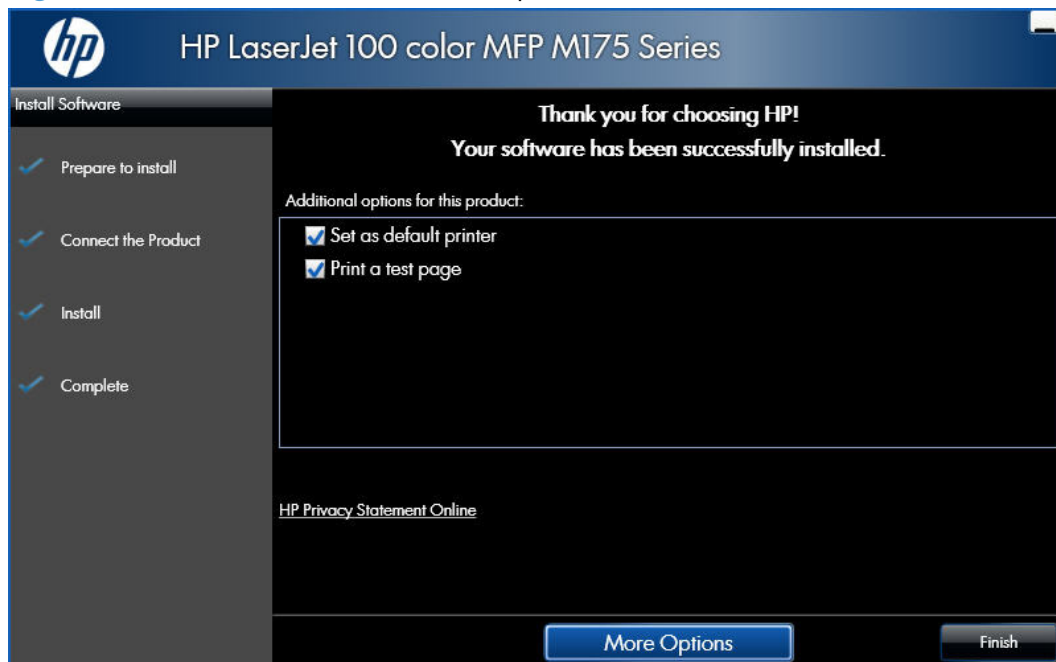 hp
HP LaserJet 100 color MFP M175 Series
Install Software
Prepare to install
Connect the Product
Install
Complete
Thank you for choosing HP!
Your software has been successfully installed.
Additional options for this product:
Set as default printer
Print a test page
HP Privacy Statement Online
More Options
Finish